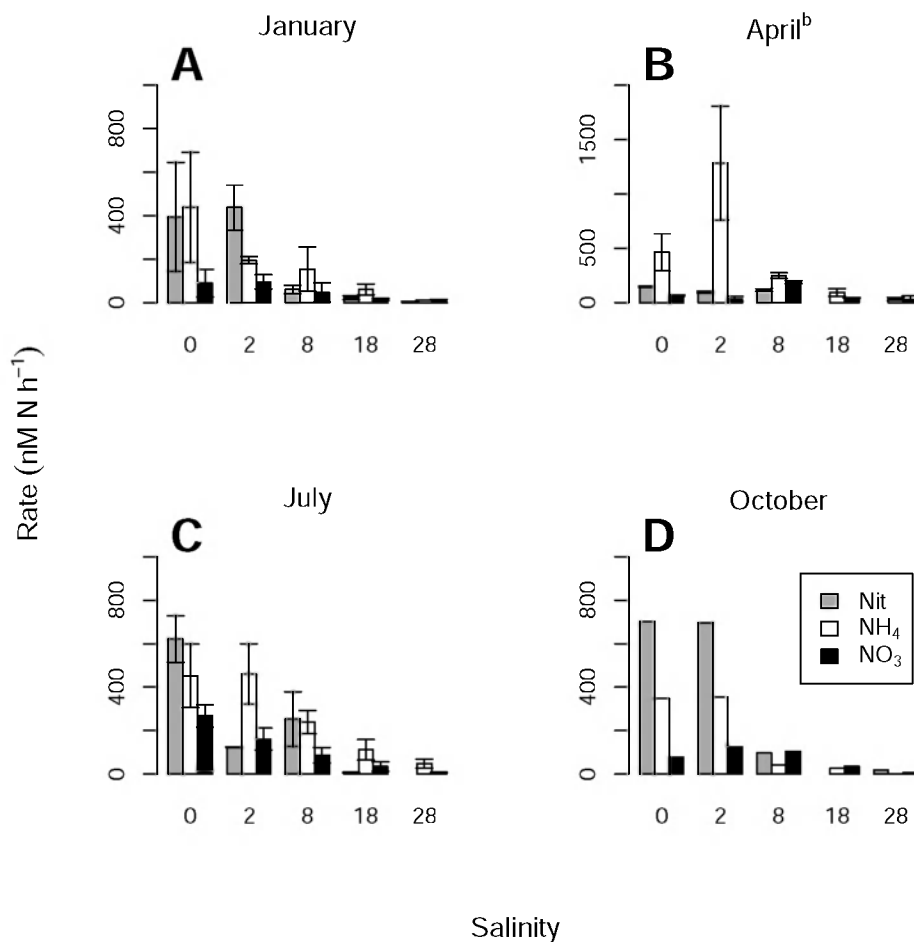 January
A
800
400
0
0 2 8 18 28
April^b
B
1500
500
0
0 2 8 18 28
Rate (nM N h⁻¹)
July
C
800
400
0
0 2 8 18 28
October
D
800
400
0
0 2 8 18 28
Nit
NH₄
NO₃
Salinity